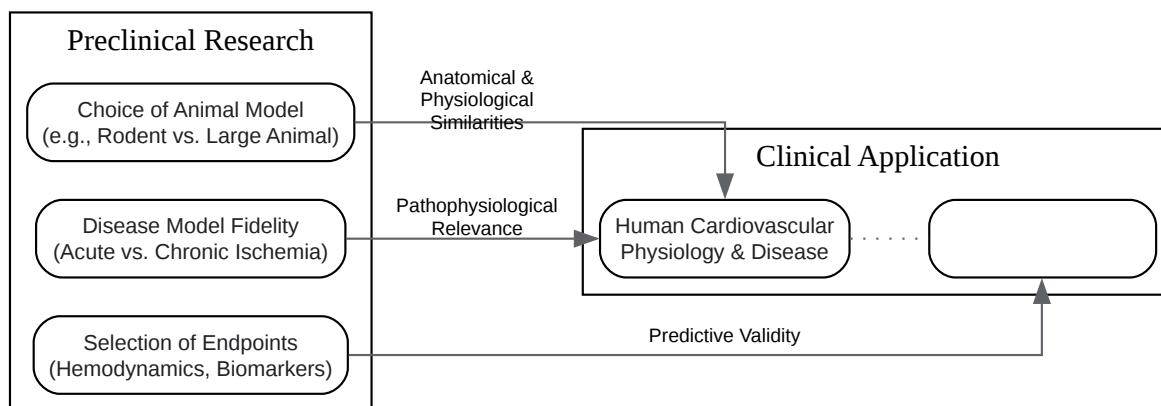 Preclinical Research
Choice of Animal Model
(e.g., Rodent vs. Large Animal)
Anatomical &
Physiological
Similarities
Disease Model Fidelity
(Acute vs. Chronic Ischemia)
Pathophysiological
Relevance
Selection of Endpoints
(Hemodynamics, Biomarkers)
Predictive Validity
Clinical Application
Human Cardiovascular
Physiology & Disease